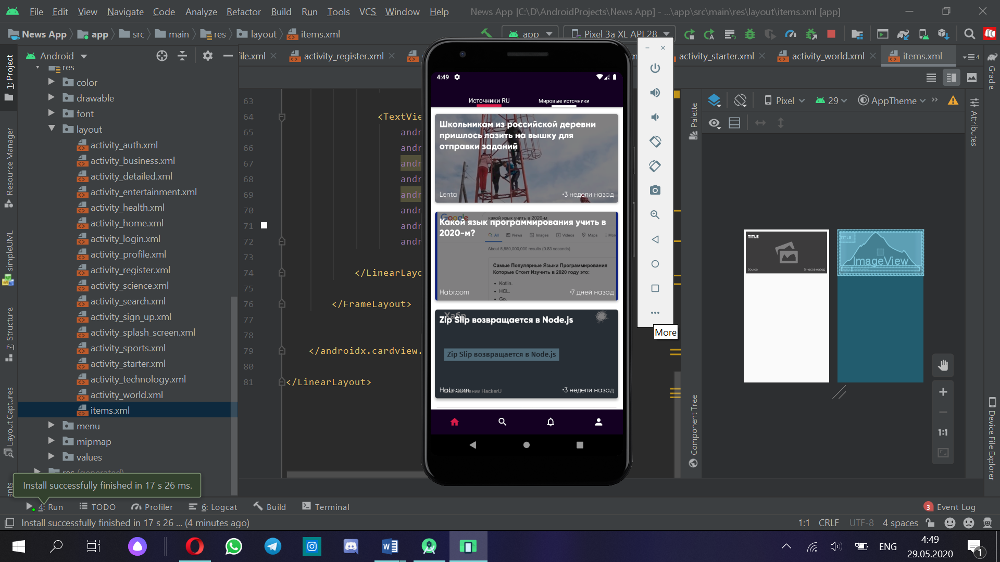 File Edit View Navigate Code Analyze Refactor Build Run Tools VCS Window Help News App [C:\D\AndroidProjects\News App] - ...\app\src\main\res\layout\items.xml [app]
News App app src main res layout items.xml app Pixel 3a XL API 28
Android
file.xml activity_register.xml activity_starter.xml activity_world.xml items.xml 4
1: Project
Resource Manager
simpleUML
7: Structure
Layout Captures
res
color
drawable
font
layout
activity_auth.xml
activity_business.xml
activity_detailed.xml
activity_entertainment.xml
activity_health.xml
activity_home.xml
activity_login.xml
activity_profile.xml
activity_register.xml
activity_science.xml
activity_search.xml
activity_sign_up.xml
activity_splash_screen.xml
activity_sports.xml
activity_starter.xml
activity_technology.xml
activity_world.xml
items.xml
menu
mipmap
values
res (generated)
Install successfully finished in 17 s 26 ms.
63
64 <TextVie
65 andr
66 andr
67 andr
68 andr
69 andr
70 andr
71 andr
72 andr
73
74 </LinearLayo
75
76 </FrameLayout>
77
78
79 </androidx.cardview.
80
81 </LinearLayout>
4:49
Источники RU Мировые источники
Школьникам из российской деревни
пришлось лазить на вышку для
отправки заданий
Lenta •3 недели назад
Google какой язык учить в 2020-м
Какой язык программирования учить в
2020-м?
All News Images Videos Maps More
About 5,550,000,000 results (0.83 seconds)
Самые Популярные Языки Программирования
Которые Стоит Изучить в 2020 году это:
• Kotlin.
• HCL.
• Go.
Habr.com •7 дней назад
Хабр
Zip Slip возвращается в Node.js
Zip Slip возвращается в Node.js
Habr.com компании HackerU •3 недели назад
More
Palette
Component Tree
Pixel 29 AppTheme
TITLE
Source 5 часов назад
TITLE
ImageView
1:1
Gradle
Attributes
Device File Explorer
4: Run TODO Profiler 6: Logcat Build Terminal 3 Event Log
Install successfully finished in 17 s 26 ... (4 minutes ago) 1:1 CRLF UTF-8 4 spaces
ENG
4:49
29.05.2020
1